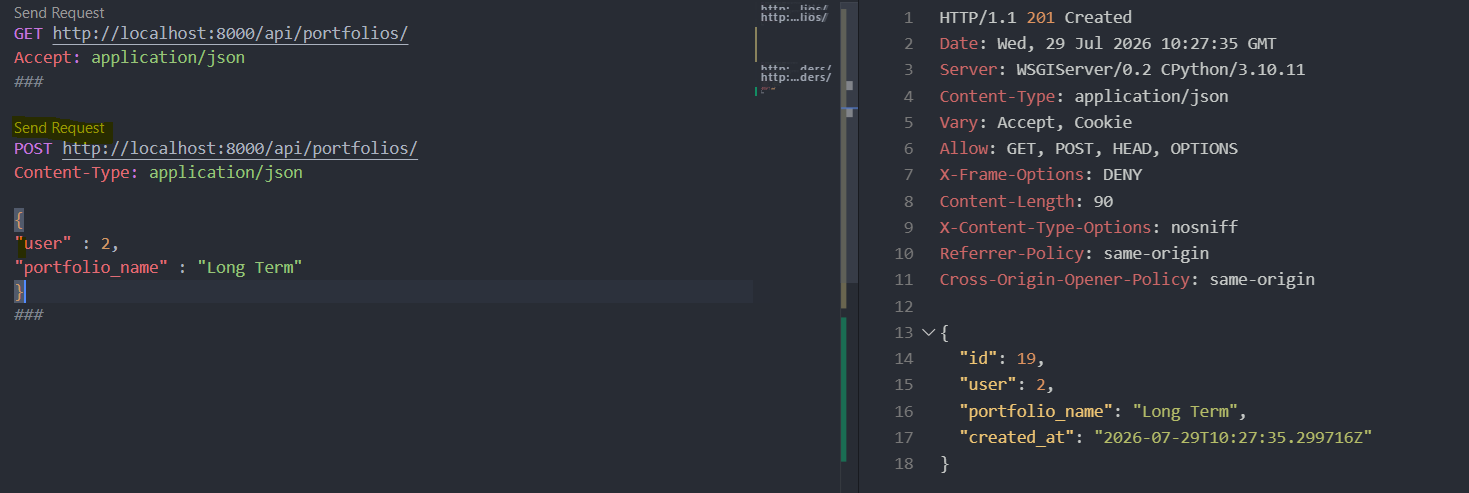 Send Request
GET http://localhost:8000/api/portfolios/
Accept: application/json
###
Send Request
POST http://localhost:8000/api/portfolios/
Content-Type: application/json
{
"user" : 2,
"portfolio_name" : "Long Term"
}
###
http:...lios/
http:...ders/
http:...ders/
1 HTTP/1.1 201 Created
2 Date: Wed, 29 Jul 2026 10:27:35 GMT
3 Server: WSGIServer/0.2 CPython/3.10.11
4 Content-Type: application/json
5 Vary: Accept, Cookie
6 Allow: GET, POST, HEAD, OPTIONS
7 X-Frame-Options: DENY
8 Content-Length: 90
9 X-Content-Type-Options: nosniff
10 Referrer-Policy: same-origin
11 Cross-Origin-Opener-Policy: same-origin
12
13 {
14 "id": 19,
15 "user": 2,
16 "portfolio_name": "Long Term",
17 "created_at": "2026-07-29T10:27:35.299716Z"
18 }